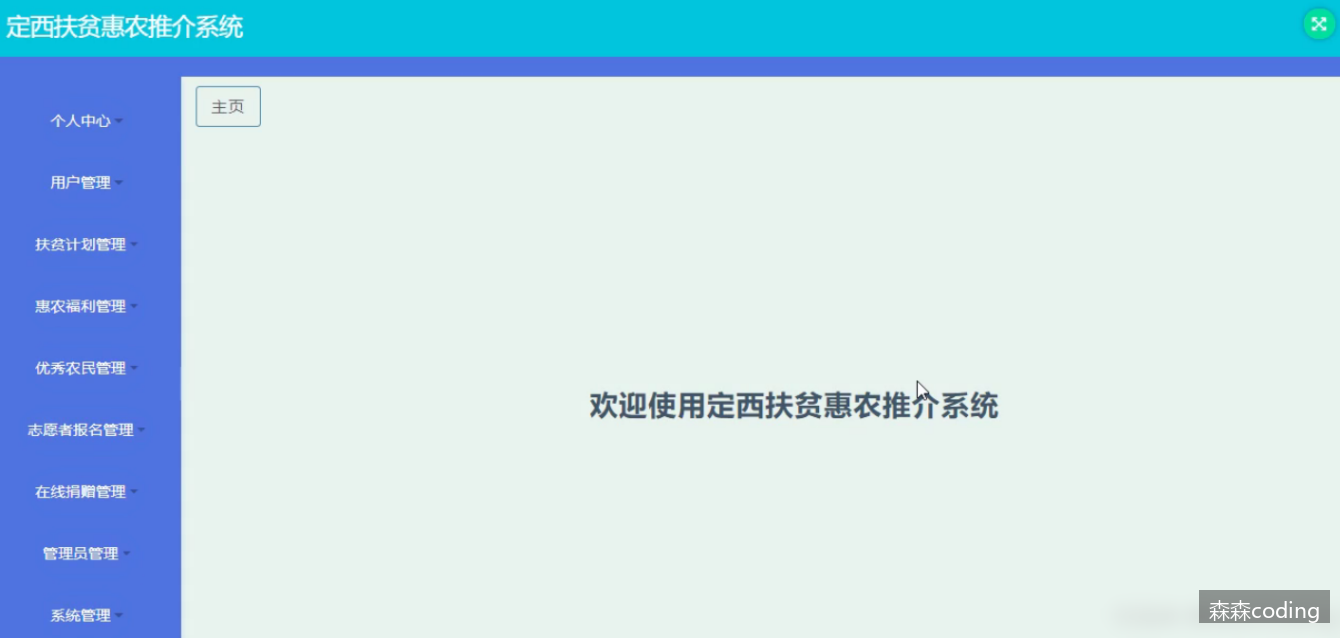 定西扶贫惠农推介系统
主页
个人中心
用户管理
扶贫计划管理
惠农福利管理
优秀农民管理
志愿者报名管理
在线捐赠管理
管理员管理
系统管理
欢迎使用定西扶贫惠农推介系统
森森coding